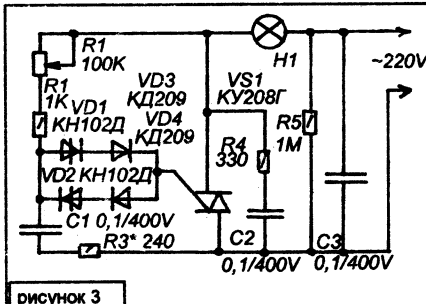 R1
100K
H1
~220V
R1
1K
VD1
КН102Д
VD3
КД209
VD4
КД209
VS1
КУ208Г
R4
330
R5
1M
VD2 КН102Д
C1 0,1/400V
R3* 240
C2
0,1/400V
C3
0,1/400V
рисунок 3